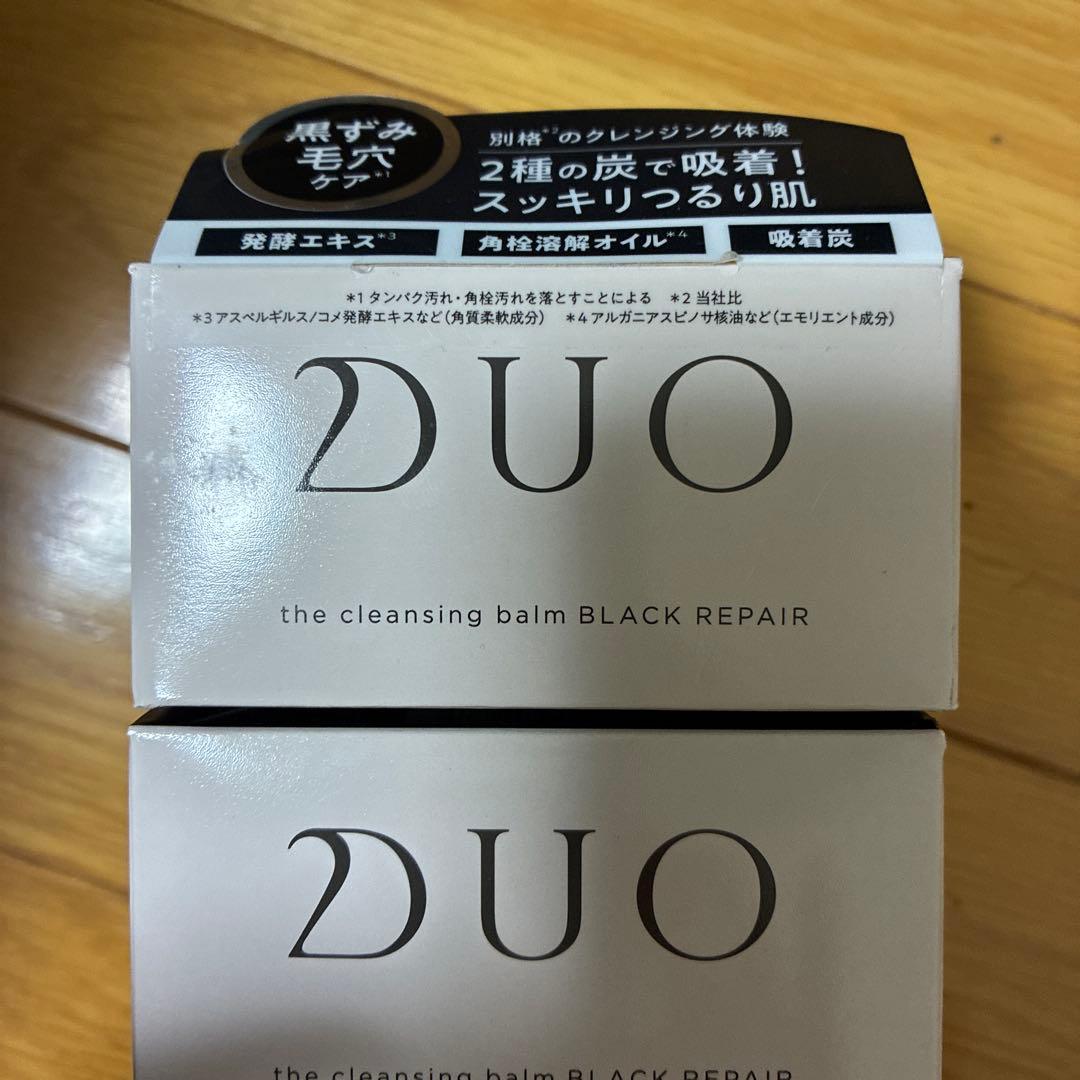 黒ずみ
毛穴
ケア*1
別格*2のクレンジング体験
2種の炭で吸着!
スッキリつるり肌
発酵エキス*3
角栓溶解オイル*4
吸着炭
*1 タンパク汚れ・角栓汚れを落とすことによる *2 当社比
*3 アスペルギルス/コメ発酵エキスなど(角質柔軟成分) *4 アルガニアスピノサ核油など(エモリエント成分)
DUO
the cleansing balm BLACK REPAIR
DUO
the cleansing balm BLACK REPAIR